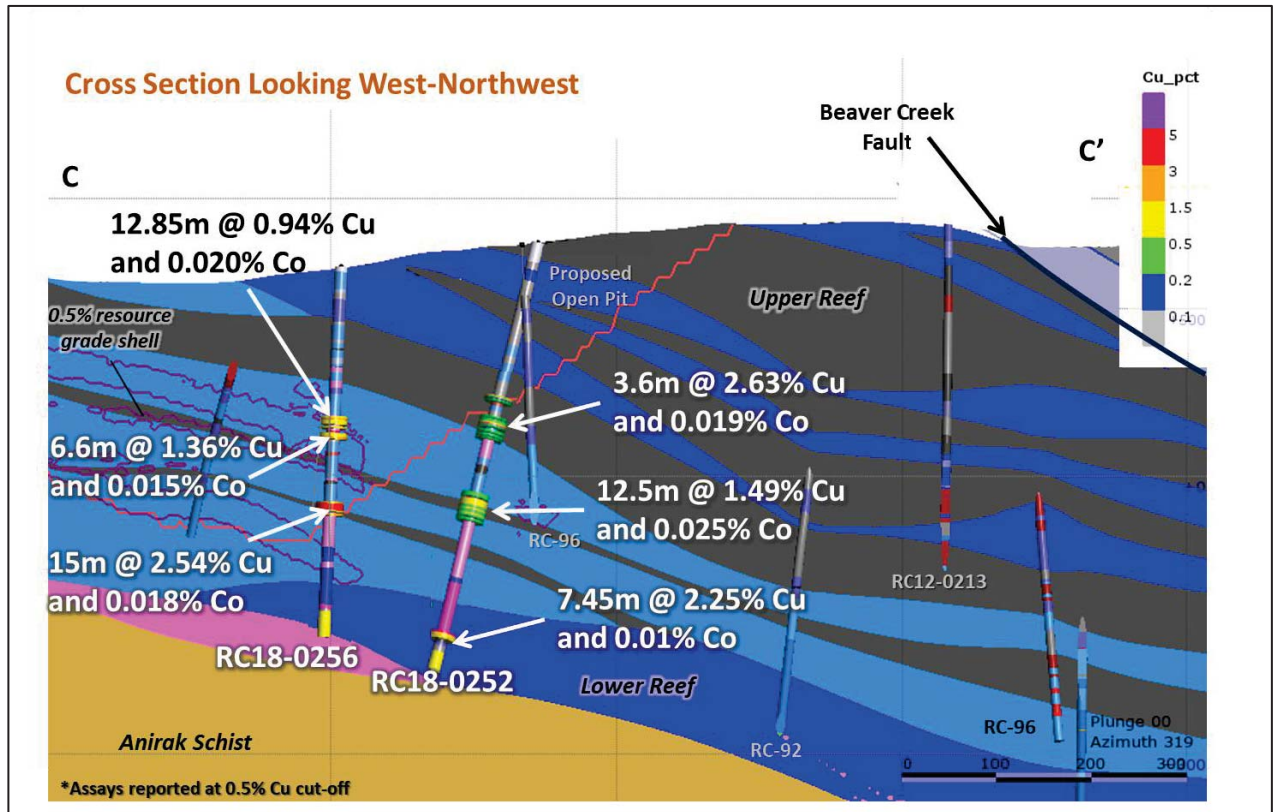 Cross Section Looking West-Northwest
Cu_pct
5
3
1.5
0.5
0.2
0.1
Beaver Creek
Fault
C'
C
12.85m @ 0.94% Cu
and 0.020% Co
Proposed
Open Pit
Upper Reef
0.5% resource
grade shell
3.6m @ 2.63% Cu
and 0.019% Co
6.6m @ 1.36% Cu
and 0.015% Co
12.5m @ 1.49% Cu
and 0.025% Co
RC-96
15m @ 2.54% Cu
and 0.018% Co
RC12-0213
7.45m @ 2.25% Cu
and 0.01% Co
RC18-0256
RC18-0252
Lower Reef
RC-92
RC-96
Plunge 00
Azimuth 319
0
100
200
300
Anirak Schist
*Assays reported at 0.5% Cu cut-off